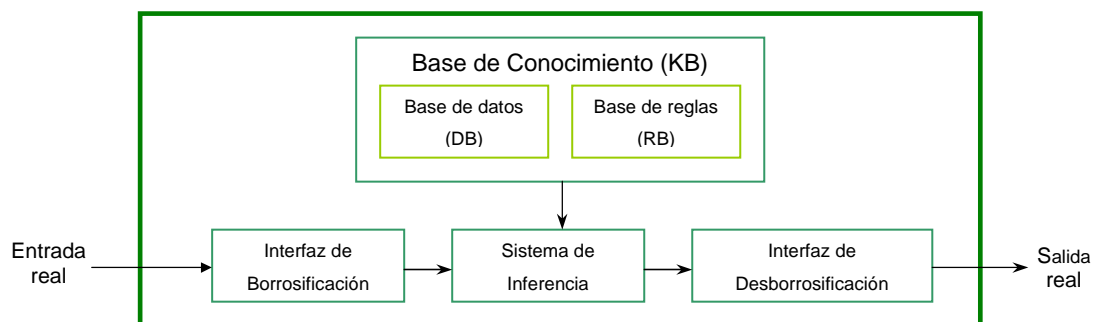 Base de Conocimiento (KB)
Base de datos
(DB)
Base de reglas
(RB)
Entrada
real
Interfaz de
Borrosificación
Sistema de
Inferencia
Interfaz de
Desborrosificación
Salida
real